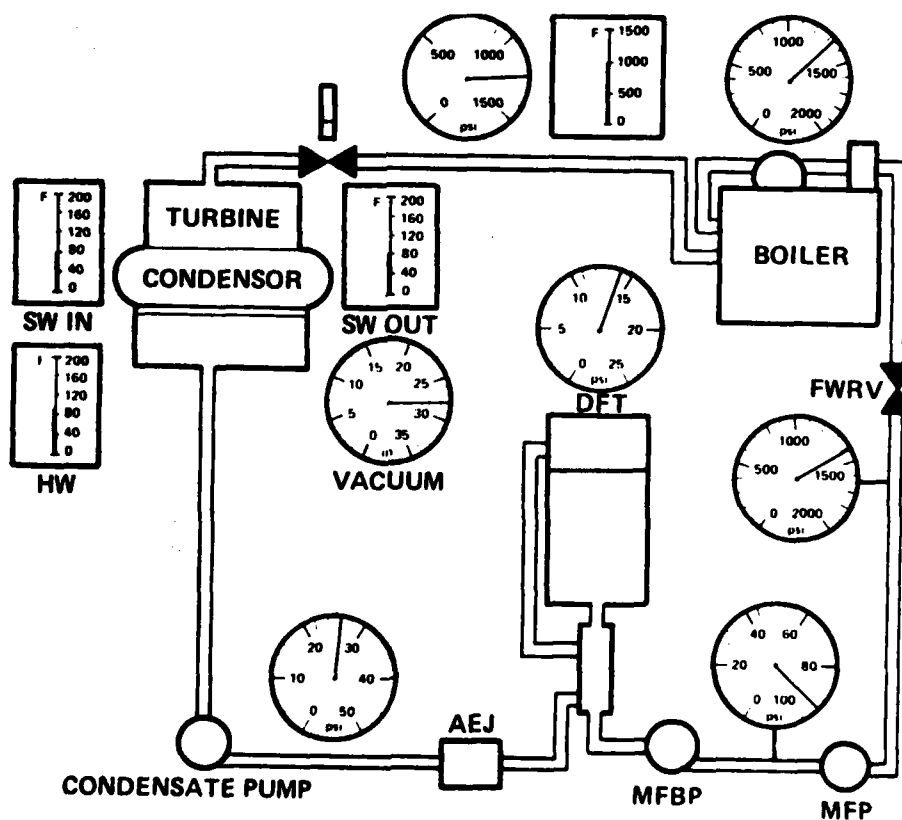 500 1000
0 1500
psi
F 1500
1000
500
0
1000
500 1500
0 2000
psi
F 200
160
120
80
40
0
SW IN
TURBINE
CONDENSOR
F 200
160
120
80
40
0
SW OUT
BOILER
10 15
5 20
0 25
psi
DFT
F 200
160
120
80
40
0
HW
15 20
10 25
5 30
0 35
in
VACUUM
FWRV
1000
500 1500
0 2000
psi
20 30
10 40
0 50
psi
40 60
20 80
0 100
psi
AEJ
CONDENSATE PUMP
MFBP
MFP